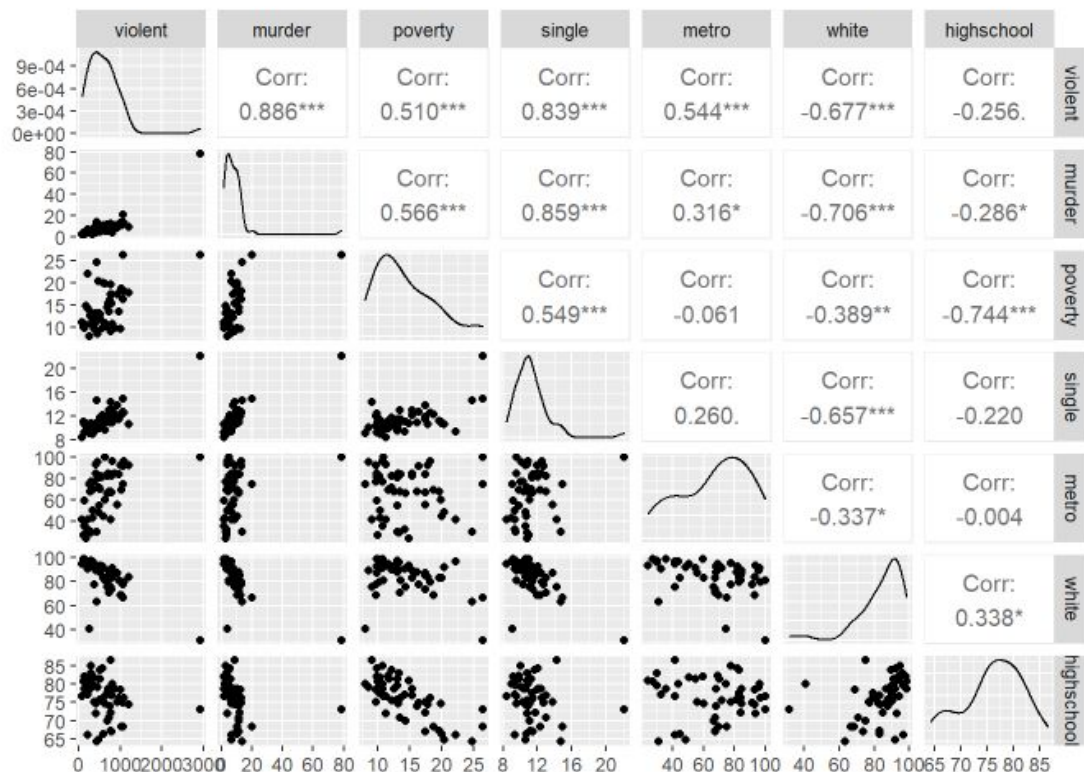 violent murder poverty single metro white highschool
9e-04
6e-04
3e-04
0e+00
Corr:
0.886***
Corr:
0.510***
Corr:
0.839***
Corr:
0.544***
Corr:
-0.677***
Corr:
-0.256.
violent
80
60
40
20
0
Corr:
0.566***
Corr:
0.859***
Corr:
0.316*
Corr:
-0.706***
Corr:
-0.286*
murder
25
20
15
10
Corr:
0.549***
Corr:
-0.061
Corr:
-0.389**
Corr:
-0.744***
poverty
20
16
12
8
Corr:
0.260.
Corr:
-0.657***
Corr:
-0.220
single
100
80
60
40
Corr:
-0.337*
Corr:
-0.004
metro
100
80
60
40
Corr:
0.338*
white
85
80
75
70
65
highschool
0 1000 2000 3000 0 20 40 60 80 10 15 20 25 8 12 16 20 40 60 80 100 40 60 80 100 65 70 75 80 85